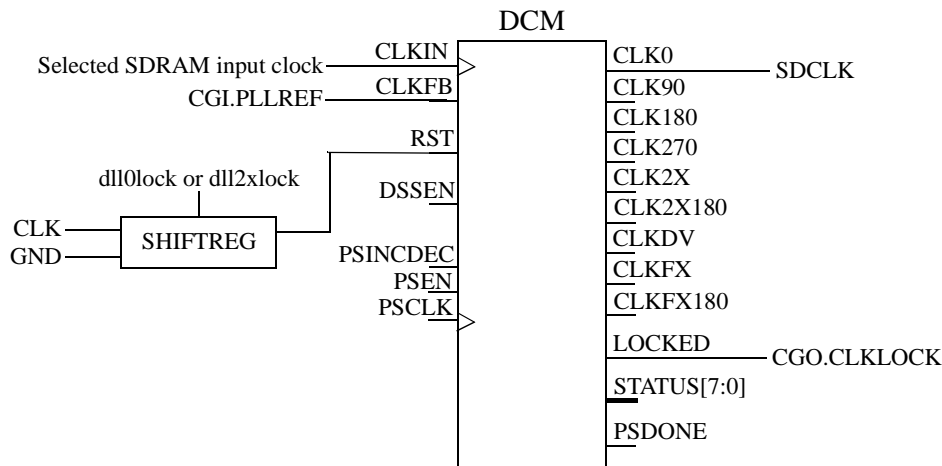 DCM
CLKIN
Selected SDRAM input clock
CLKFB
CGI.PLLREF
RST
dll0lock or dll2xlock
DSSEN
CLK
SHIFTREG
GND
PSINCDEC
PSEN
PSCLK
CLK0
SDCLK
CLK90
CLK180
CLK270
CLK2X
CLK2X180
CLKDV
CLKFX
CLKFX180
LOCKED
CGO.CLKLOCK
STATUS[7:0]
PSDONE